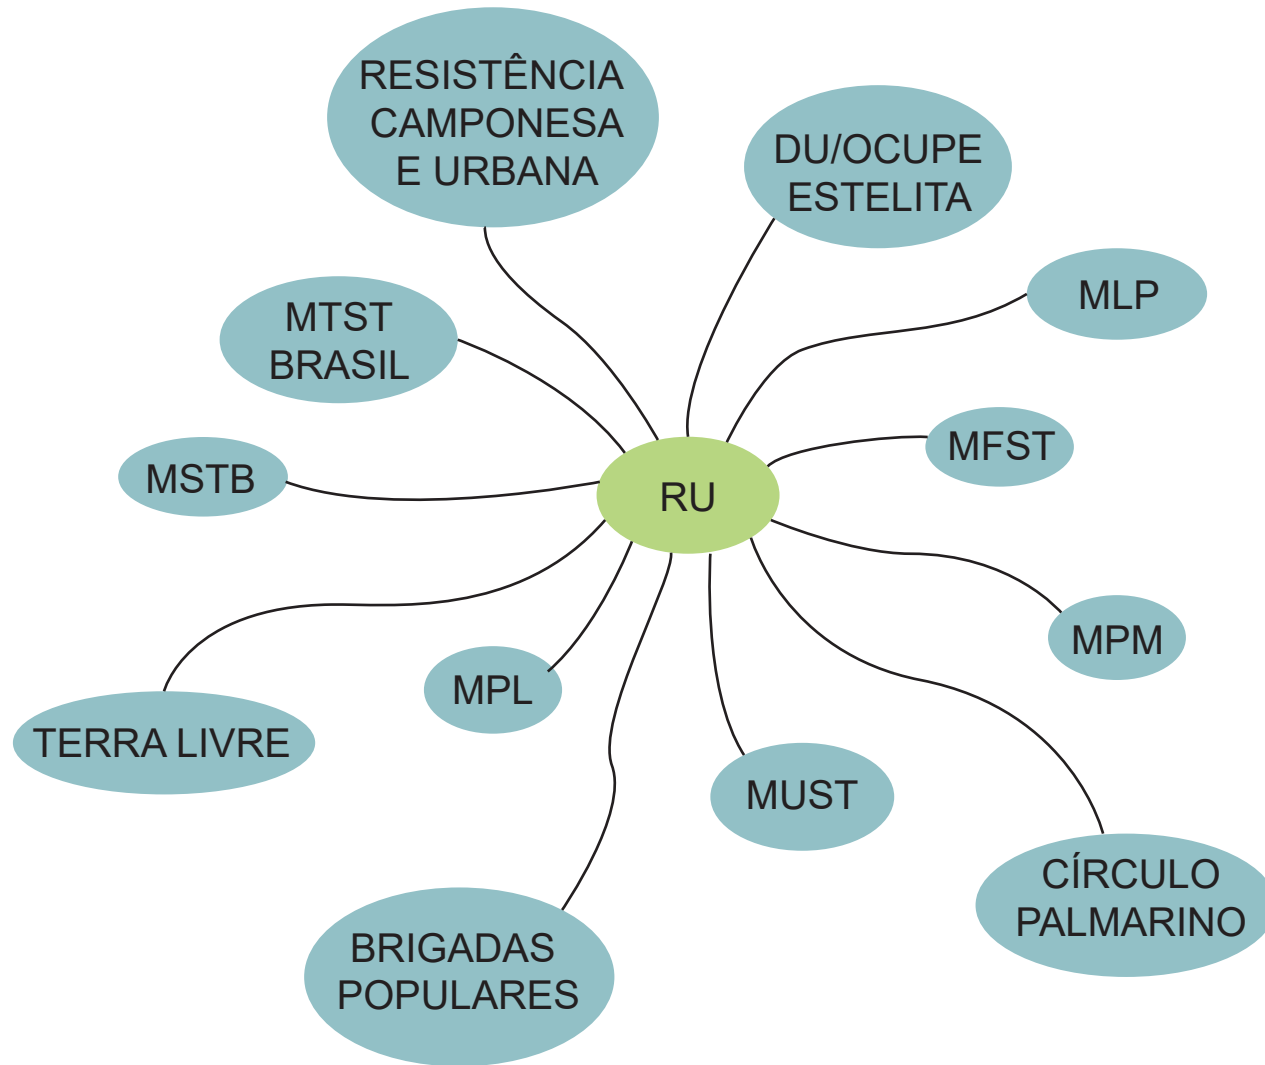 RESISTÊNCIA
CAMPONESA
E URBANA
DU/OCUPE
ESTELITA
MLP
MTST
BRASIL
MFST
MSTB
RU
MPM
MPL
TERRA LIVRE
MUST
CÍRCULO
PALMARINO
BRIGADAS
POPULARES